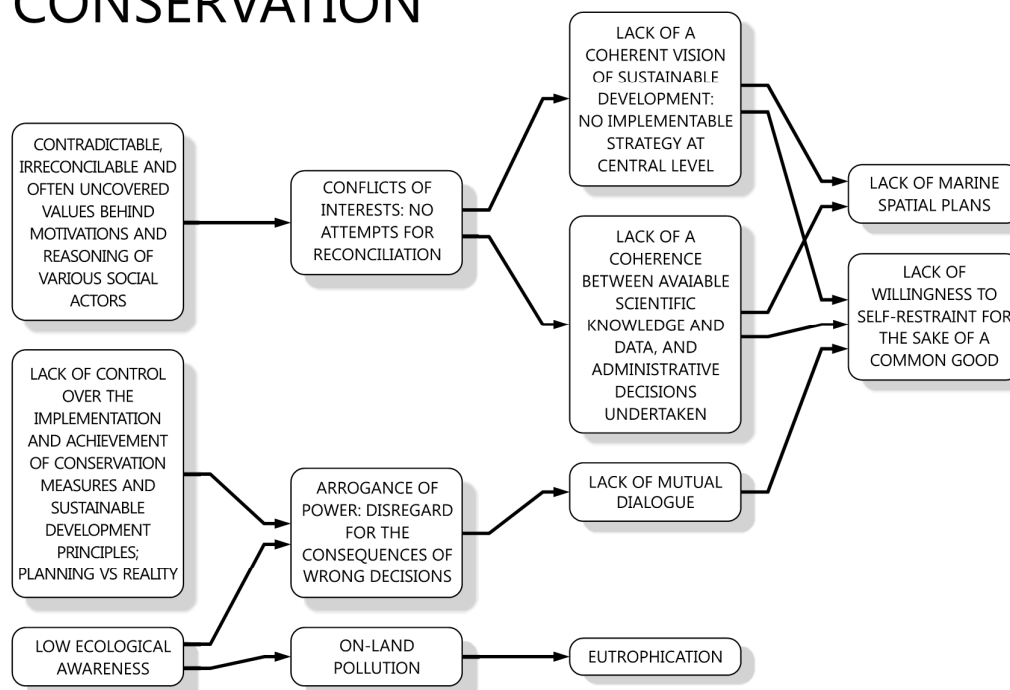 CONSERVATION
CONTRADICTABLE,
IRRECONCILABLE AND
OFTEN UNCOVERED
VALUES BEHIND
MOTIVATIONS AND
REASONING OF
VARIOUS SOCIAL
ACTORS
LACK OF CONTROL
OVER THE
IMPLEMENTATION
AND ACHIEVEMENT
OF CONSERVATION
MEASURES AND
SUSTAINABLE
DEVELOPMENT
PRINCIPLES;
PLANNING VS REALITY
LOW ECOLOGICAL
AWARENESS
CONFLICTS OF
INTERESTS: NO
ATTEMPTS FOR
RECONCILIATION
ARROGANCE OF
POWER: DISREGARD
FOR THE
CONSEQUENCES OF
WRONG DECISIONS
ON-LAND
POLLUTION
LACK OF A
COHERENT VISION
OF SUSTAINABLE
DEVELOPMENT:
NO IMPLEMENTABLE
STRATEGY AT
CENTRAL LEVEL
LACK OF A
COHERENCE
BETWEEN AVAIABLE
SCIENTIFIC
KNOWLEDGE AND
DATA, AND
ADMINISTRATIVE
DECISIONS
UNDERTAKEN
LACK OF MUTUAL
DIALOGUE
EUTROPHICATION
LACK OF MARINE
SPATIAL PLANS
LACK OF
WILLINGNESS TO
SELF-RESTRAINT FOR
THE SAKE OF A
COMMON GOOD